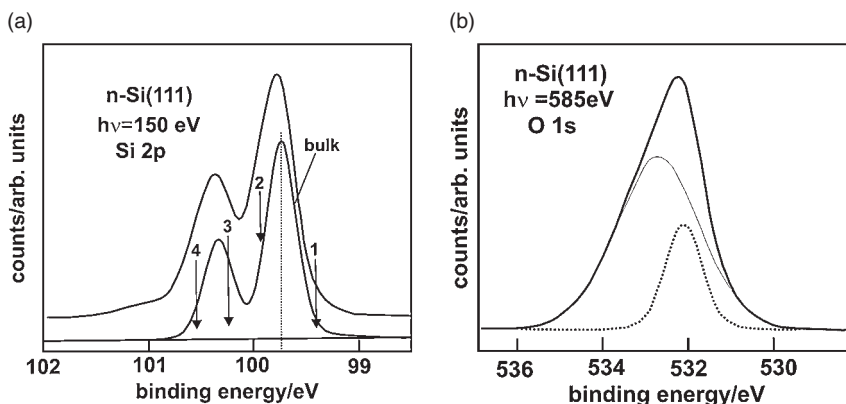 (a)
n-Si(111)
hν=150 eV
Si 2p
bulk
2
3
4
1
counts/arb. units
102 101 100 99
binding energy/eV
(b)
n-Si(111)
hν =585eV
O 1s
counts/arb. units
536 534 532 530
binding energy/eV